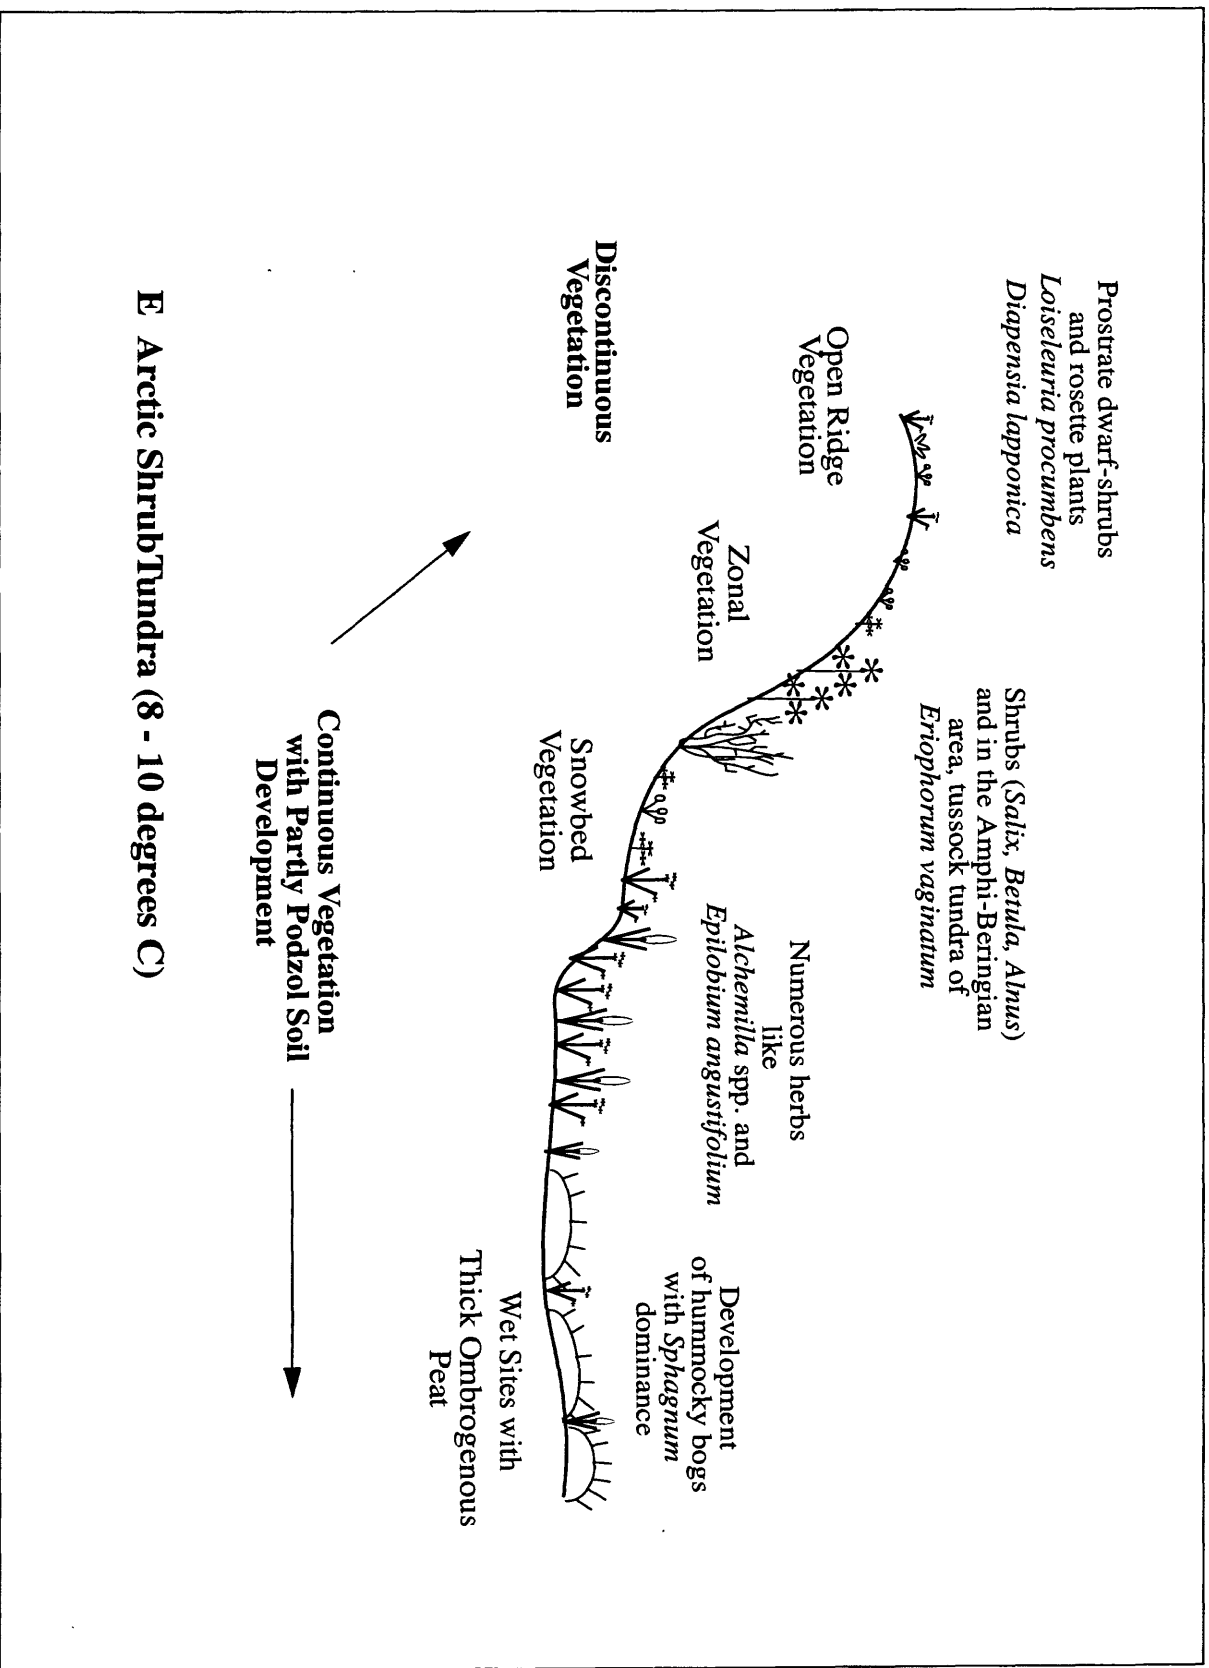 Prostrate dwarf-shrubs
and rosette plants
Loiseleuria procumbens
Diapensia lapponica
Shrubs (Salix, Betula, Alnus)
and in the Amphi-Beringian
area, tussock tundra of
Eriophorum vaginatum
Numerous herbs
like
Alchemilla spp. and
Epilobium angustifolium
Development
of hummocky bogs
with Sphagnum
dominance
Open Ridge
Vegetation
Zonal
Vegetation
Snowbed
Vegetation
Wet Sites with
Thick Ombrogenous
Peat
Discontinuous
Vegetation
Continuous Vegetation
with Partly Podzol Soil
Development
E Arctic ShrubTundra (8 - 10 degrees C)